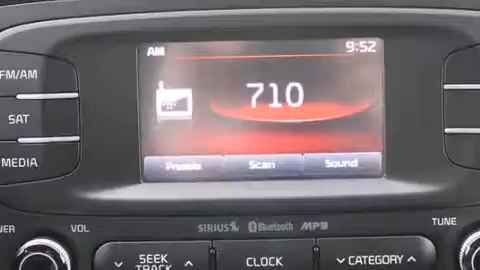 AM 9:52
FM/AM
710
SAT
MEDIA
Presets Scan Sound
SIRIUS Bluetooth MP3
VOL TUNE
SEEK
TRACK
CLOCK
CATEGORY